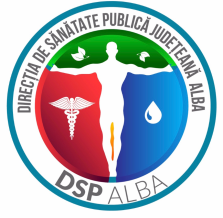 DIRECȚIA DE SĂNĂTATE PUBLICĂ JUDEȚEANĂ ALBA
DSP ALBA